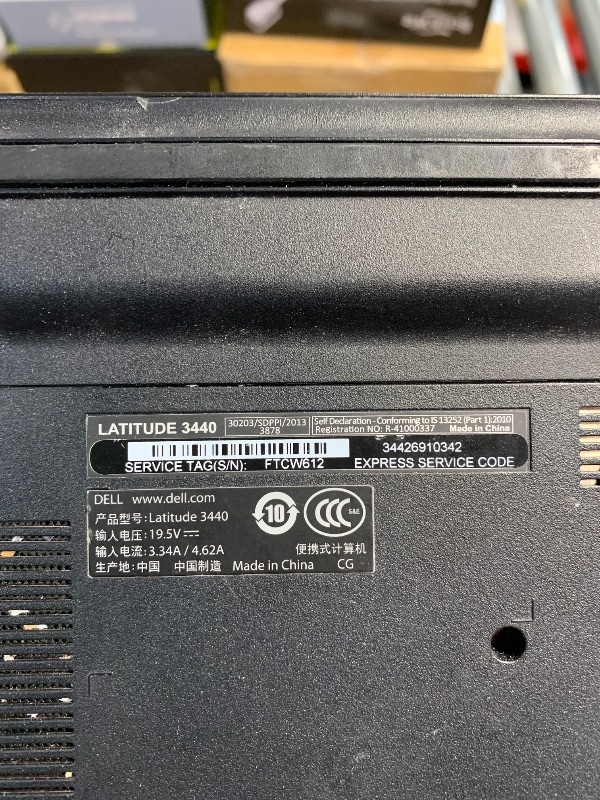 LATITUDE 3440
30203/SDPPI/2013
3878
Self Dedaration - Conforming to IS 13252 (Part 1):2010
Registration NO: R-41000337 Made in China
34426910342
SERVICE TAG(S/N): FTCW612 EXPRESS SERVICE CODE
DELL www.dell.com
产品型号: Latitude 3440
输入电压: 19.5V
输入电流: 3.34A / 4.62A
生产地: 中国 中国制造 Made in China CG
10
CCC S&E
便携式计算机